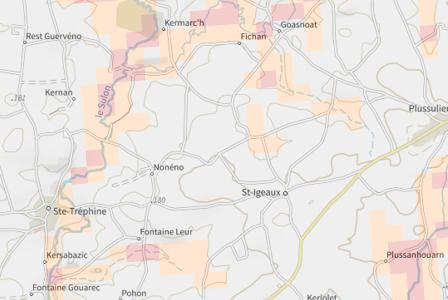 Kermarc'h
Goasnoat
Rest Guervéno
Fichan
Kernan
.181
le Sulon
Plussulien
Nonéno
St-Igeaux
.180
Ste-Tréphine
Fontaine Leur
Kersabazic
Plussanhouarn
Fontaine Gouarec
Pohon
Kerjolet